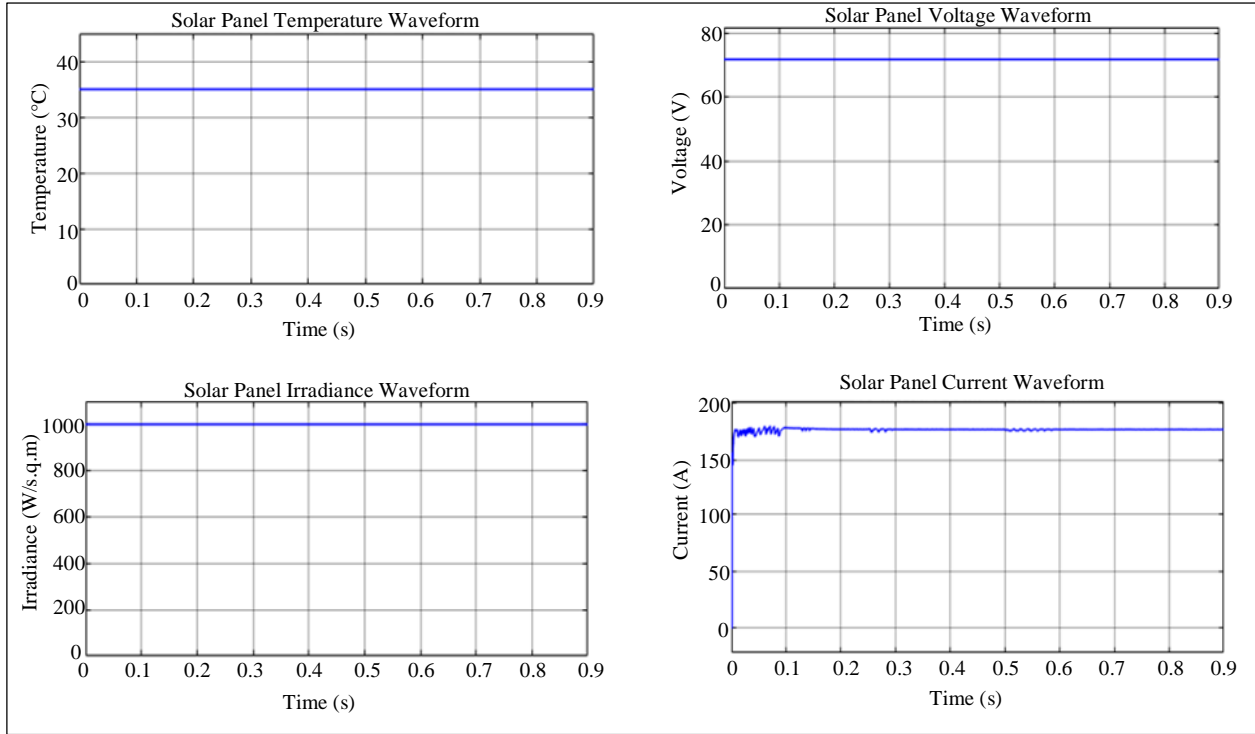 Solar Panel Temperature Waveform
Temperature (°C)
40
30
20
10
0
0 0.1 0.2 0.3 0.4 0.5 0.6 0.7 0.8 0.9
Time (s)
Solar Panel Voltage Waveform
Voltage (V)
80
60
40
20
0
0 0.1 0.2 0.3 0.4 0.5 0.6 0.7 0.8 0.9
Time (s)
Solar Panel Irradiance Waveform
Irradiance (W/s.q.m)
1000
800
600
400
200
0
0 0.1 0.2 0.3 0.4 0.5 0.6 0.7 0.8 0.9
Time (s)
Solar Panel Current Waveform
Current (A)
200
150
100
50
0
0 0.1 0.2 0.3 0.4 0.5 0.6 0.7 0.8 0.9
Time (s)